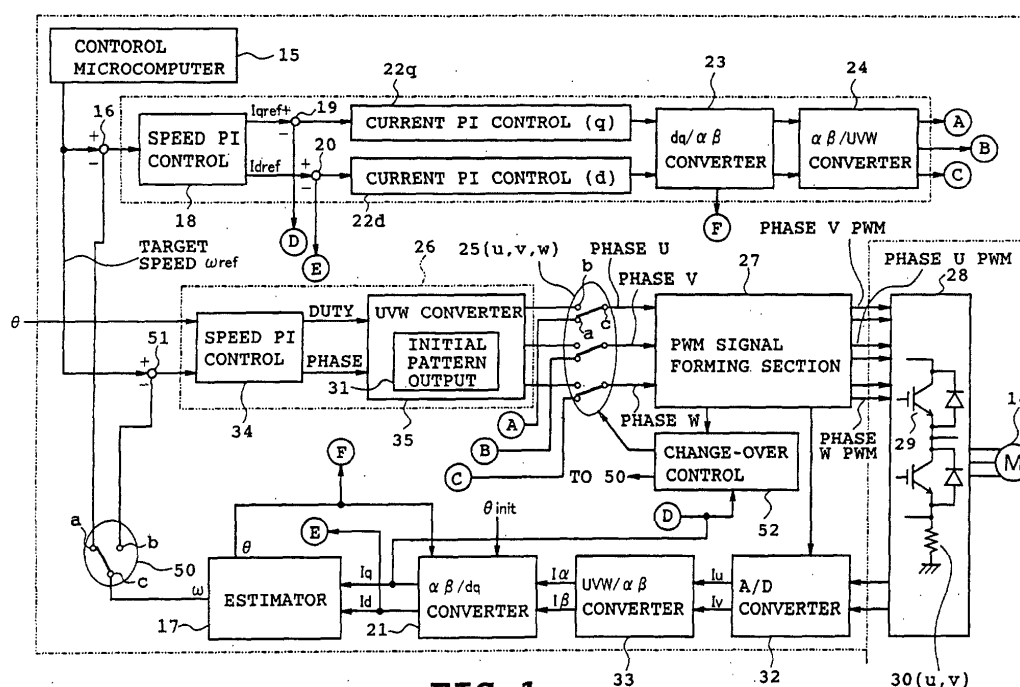 CONTOROL
MICROCOMPUTER
15
16
+
−
SPEED PI
CONTROL
18
Iqref+
−
19
Idref
+
−
20
22q
CURRENT PI CONTROL (q)
CURRENT PI CONTROL (d)
22d
23
dq/αβ
CONVERTER
24
αβ/UVW
CONVERTER
A
B
C
D
E
F
TARGET
SPEED ωref
θ
+
−
51
SPEED PI
CONTROL
34
DUTY
PHASE
26
UVW CONVERTER
INITIAL
PATTERN
OUTPUT
31
35
25(u,v,w)
b
a
c
PHASE U
PHASE V
PHASE W
27
PWM SIGNAL
FORMING SECTION
PHASE V PWM
PHASE U PWM
PHASE
W PWM
28
29
M
A
B
C
TO 50
CHANGE-OVER
CONTROL
52
F
E
D
θinit
a
b
c
50
ω
θ
ESTIMATOR
17
Iq
Id
αβ/dq
CONVERTER
21
Iα
Iβ
UVW/αβ
CONVERTER
33
Iu
Iv
A/D
CONVERTER
32
30(u,v)